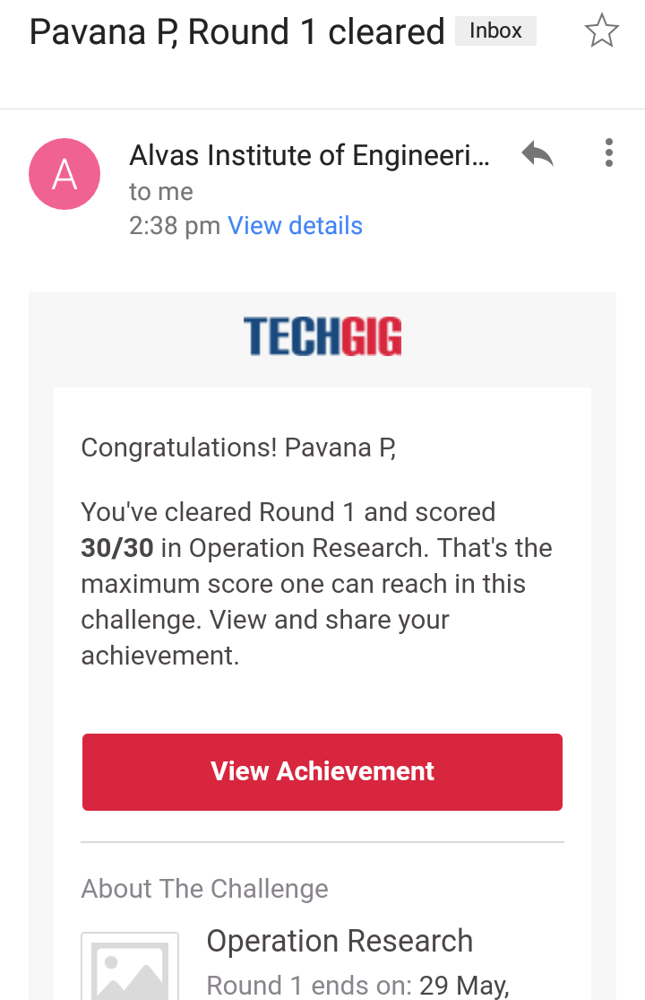 Pavana P, Round 1 cleared Inbox
A
Alvas Institute of Engineeri...
to me
2:38 pm View details
TECHGIG
Congratulations! Pavana P,
You've cleared Round 1 and scored
30/30 in Operation Research. That's the
maximum score one can reach in this
challenge. View and share your
achievement.
View Achievement
About The Challenge
Operation Research
Round 1 ends on: 29 May,